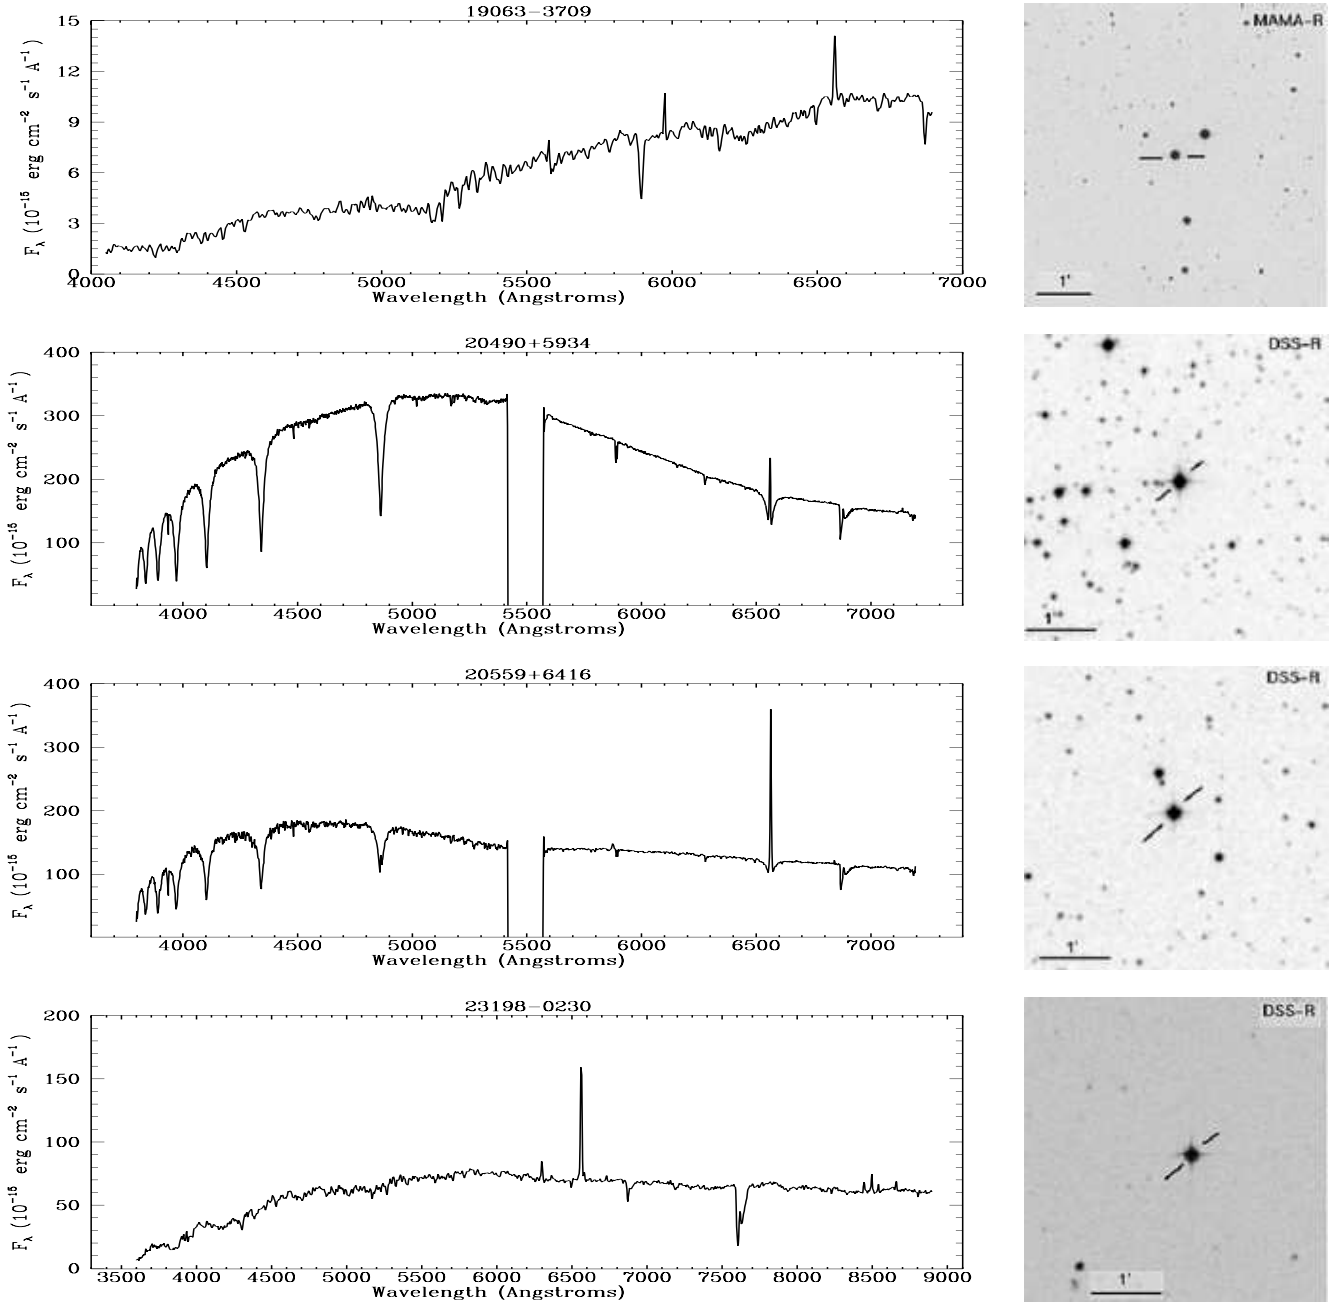 19063−3709
15
12
9
6
3
0
F_λ (10^−15 erg cm^−2 s^−1 A^−1)
4000 4500 5000 5500 6000 6500 7000
Wavelength (Angstroms)
MAMA−R
1'
20490+5934
400
300
200
100
F_λ (10^−15 erg cm^−2 s^−1 A^−1)
4000 4500 5000 5500 6000 6500 7000
Wavelength (Angstroms)
DSS−R
1'
20559+6416
400
300
200
100
F_λ (10^−15 erg cm^−2 s^−1 A^−1)
4000 4500 5000 5500 6000 6500 7000
Wavelength (Angstroms)
DSS−R
1'
23198−0230
200
150
100
50
0
F_λ (10^−15 erg cm^−2 s^−1 A^−1)
3500 4000 4500 5000 5500 6000 6500 7000 7500 8000 8500 9000
Wavelength (Angstroms)
DSS−R
1'